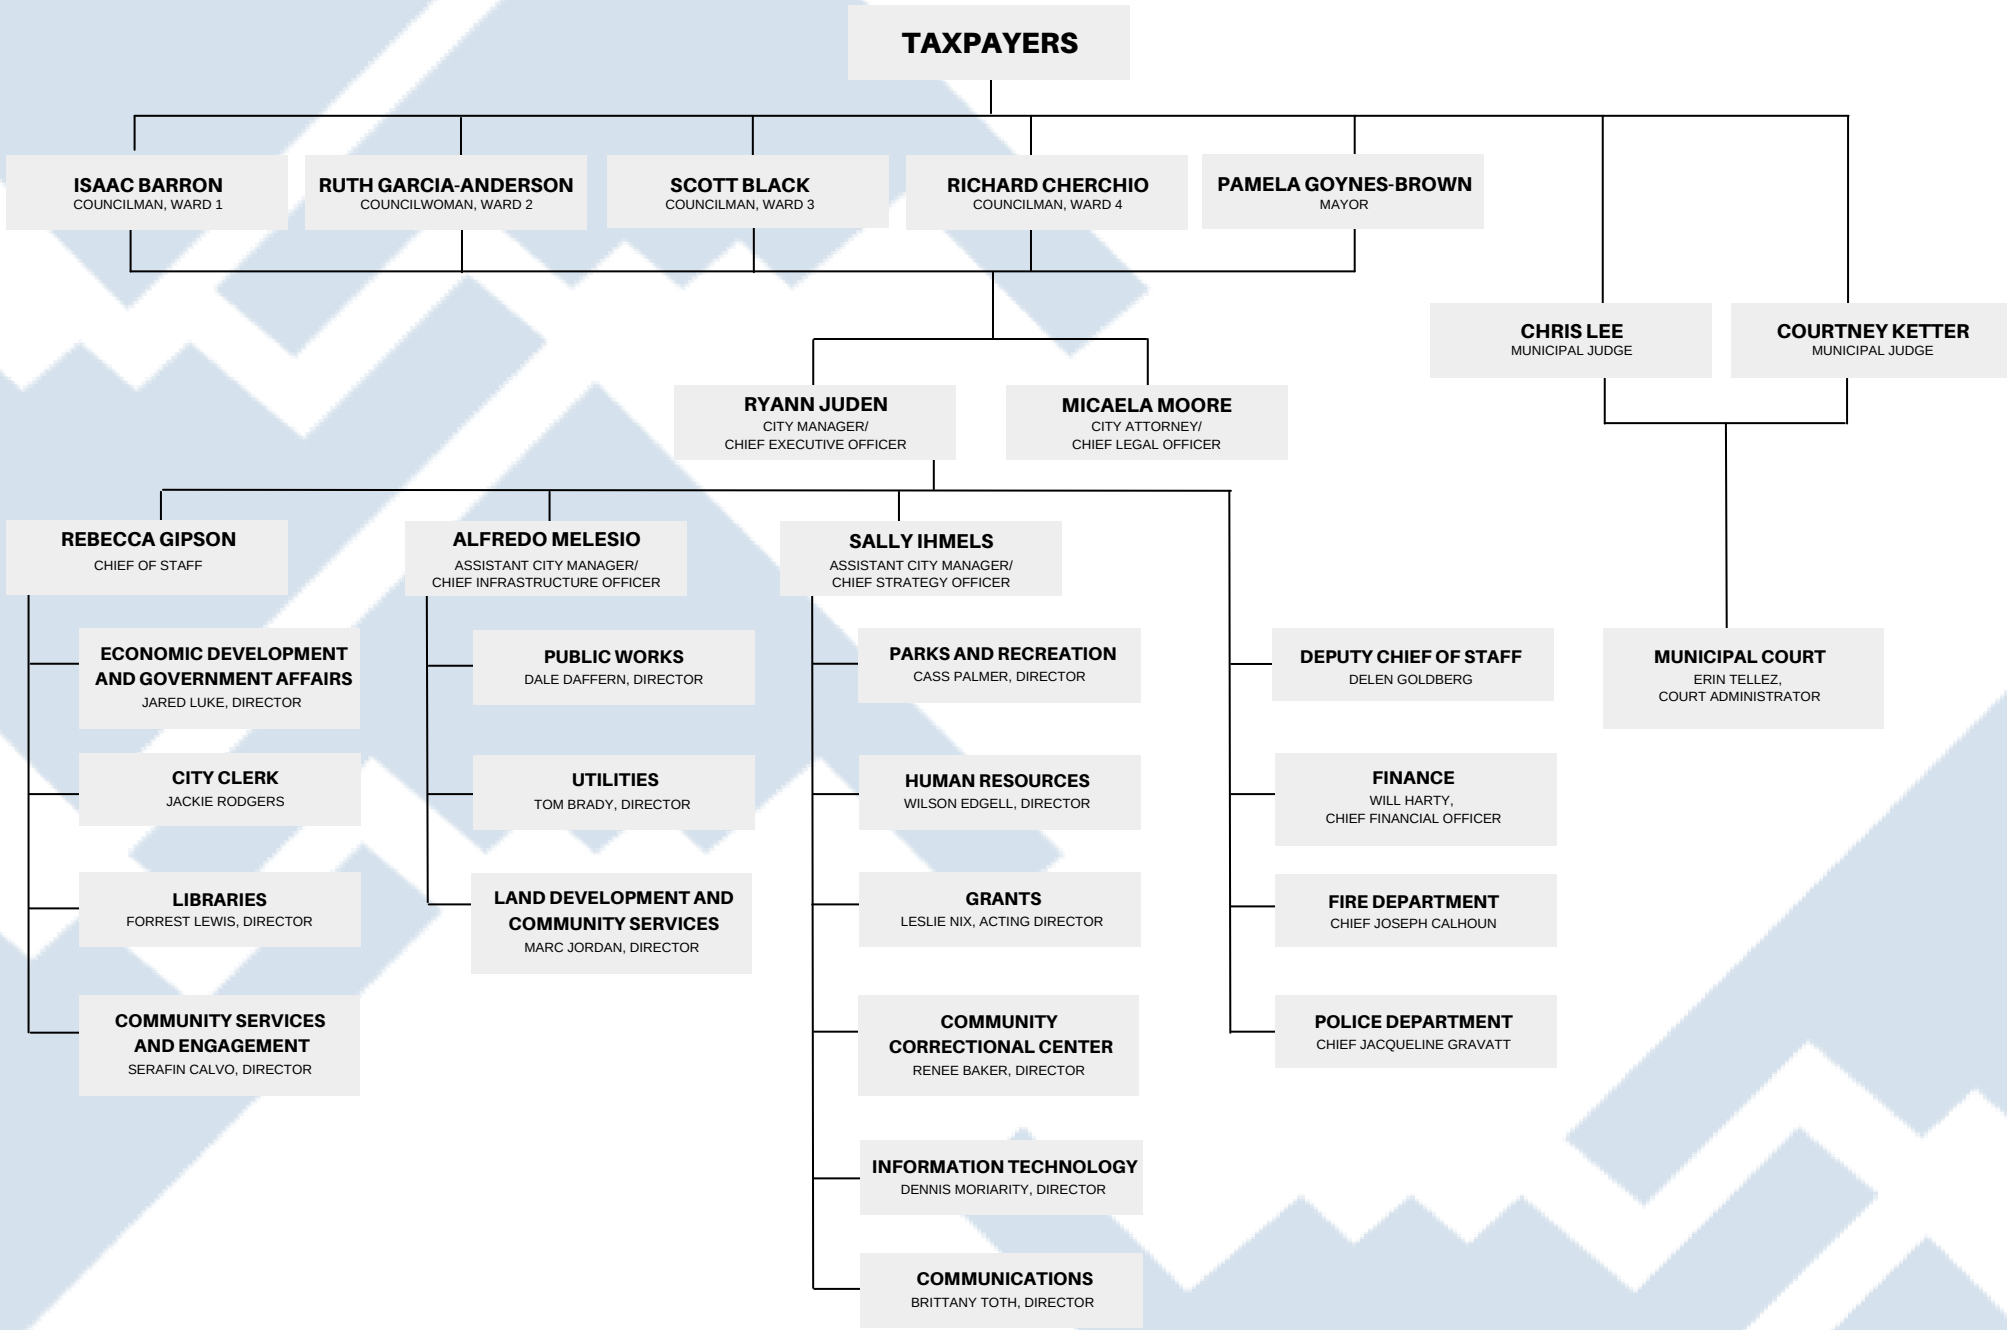 TAXPAYERS
ISAAC BARRON
COUNCILMAN, WARD 1
RUTH GARCIA-ANDERSON
COUNCILWOMAN, WARD 2
SCOTT BLACK
COUNCILMAN, WARD 3
RICHARD CHERCHIO
COUNCILMAN, WARD 4
PAMELA GOYNES-BROWN
MAYOR
CHRIS LEE
MUNICIPAL JUDGE
COURTNEY KETTER
MUNICIPAL JUDGE
RYANN JUDEN
CITY MANAGER/
CHIEF EXECUTIVE OFFICER
MICAELA MOORE
CITY ATTORNEY/
CHIEF LEGAL OFFICER
REBECCA GIPSON
CHIEF OF STAFF
ALFREDO MELESIO
ASSISTANT CITY MANAGER/
CHIEF INFRASTRUCTURE OFFICER
SALLY IHMELS
ASSISTANT CITY MANAGER/
CHIEF STRATEGY OFFICER
ECONOMIC DEVELOPMENT
AND GOVERNMENT AFFAIRS
JARED LUKE, DIRECTOR
PUBLIC WORKS
DALE DAFFERN, DIRECTOR
PARKS AND RECREATION
CASS PALMER, DIRECTOR
DEPUTY CHIEF OF STAFF
DELEN GOLDBERG
MUNICIPAL COURT
ERIN TELLEZ,
COURT ADMINISTRATOR
CITY CLERK
JACKIE RODGERS
UTILITIES
TOM BRADY, DIRECTOR
HUMAN RESOURCES
WILSON EDGELL, DIRECTOR
FINANCE
WILL HARTY,
CHIEF FINANCIAL OFFICER
LIBRARIES
FORREST LEWIS, DIRECTOR
LAND DEVELOPMENT AND
COMMUNITY SERVICES
MARC JORDAN, DIRECTOR
GRANTS
LESLIE NIX, ACTING DIRECTOR
FIRE DEPARTMENT
CHIEF JOSEPH CALHOUN
COMMUNITY SERVICES
AND ENGAGEMENT
SERAFIN CALVO, DIRECTOR
COMMUNITY
CORRECTIONAL CENTER
RENEE BAKER, DIRECTOR
POLICE DEPARTMENT
CHIEF JACQUELINE GRAVATT
INFORMATION TECHNOLOGY
DENNIS MORIARITY, DIRECTOR
COMMUNICATIONS
BRITTANY TOTH, DIRECTOR